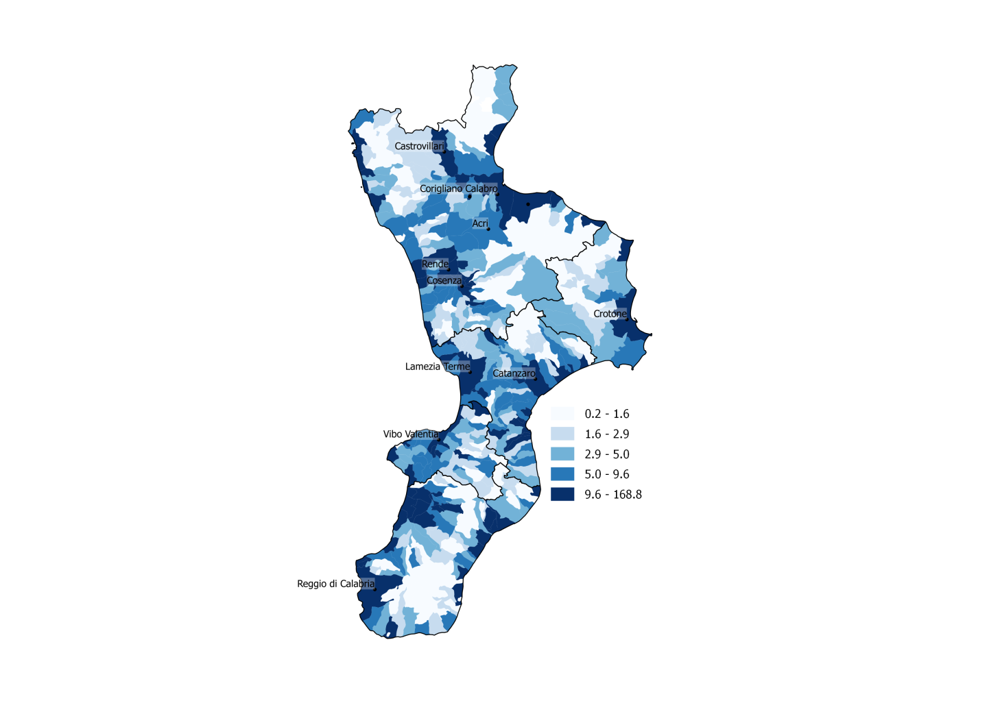 Castrovillari
Corigliano Calabro
Acri
Rende
Cosenza
Crotone
Lamezia Terme
Catanzaro
Vibo Valentia
Reggio di Calabria
0.2 - 1.6
1.6 - 2.9
2.9 - 5.0
5.0 - 9.6
9.6 - 168.8